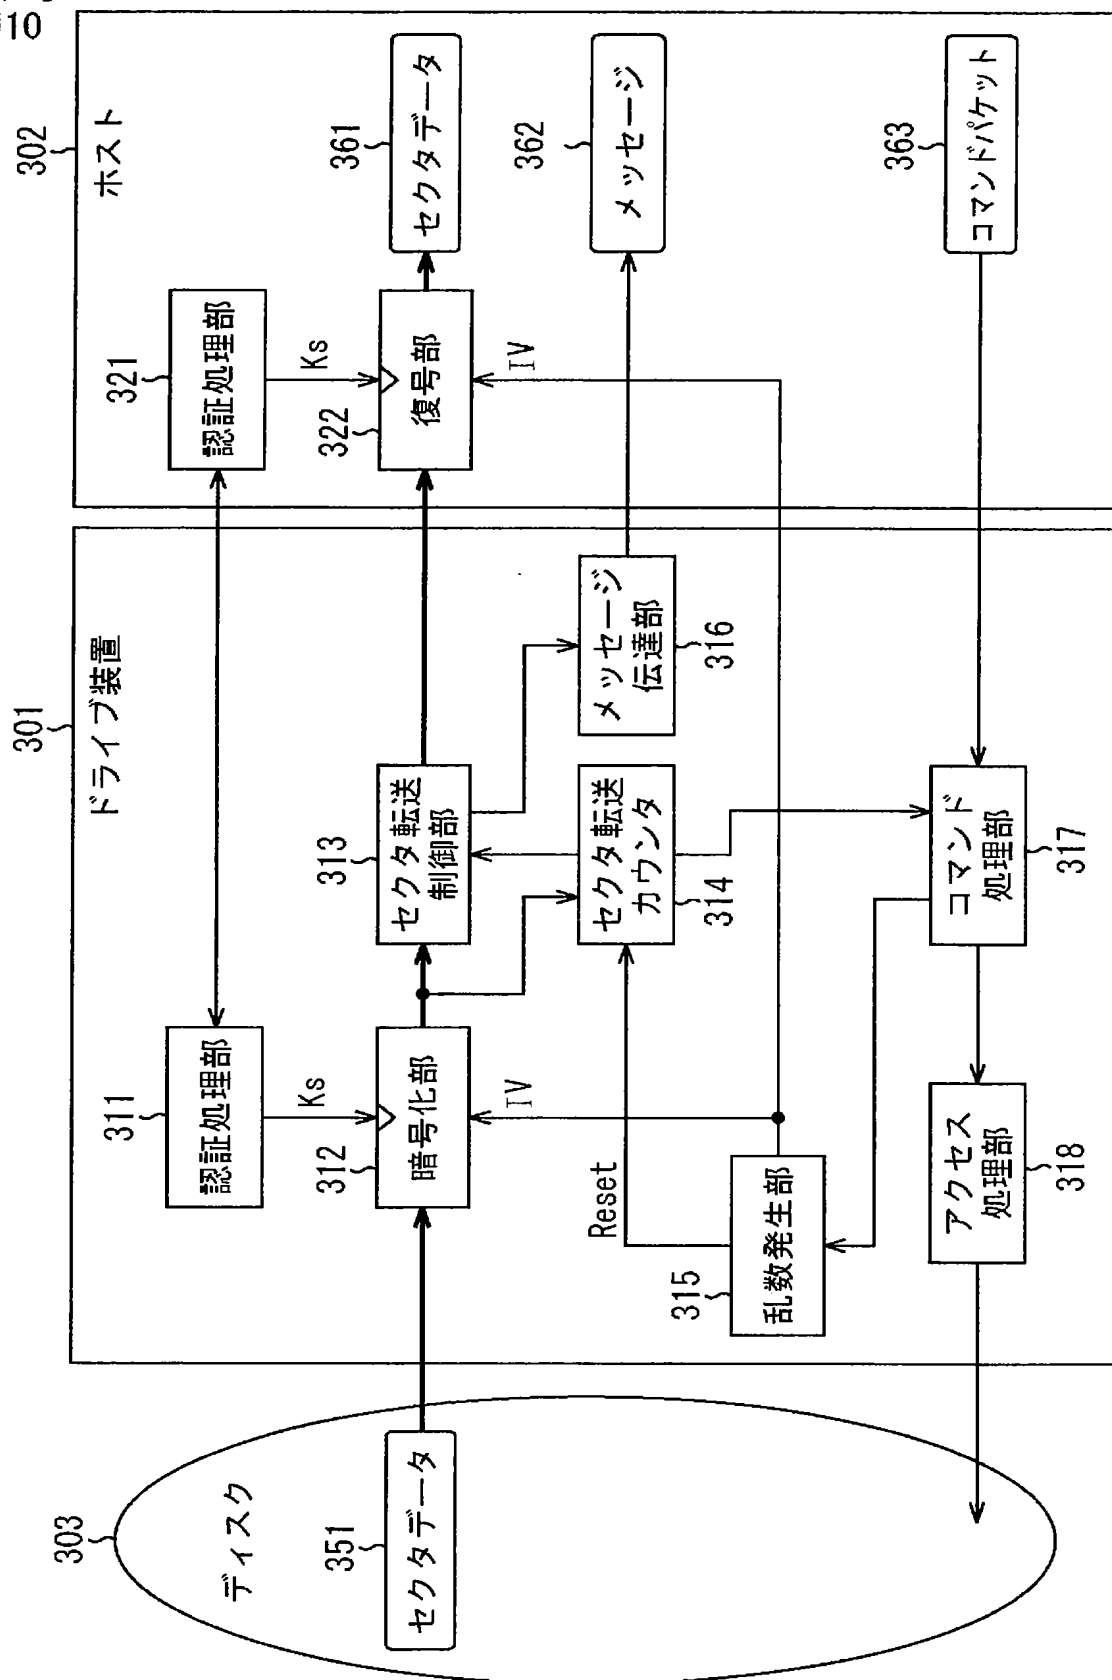 10
302
ホスト
361
セクタデータ
362
メッセージ
363
コマンドパケット
321
認証処理部
Ks
322
復号部
IV
301
ドライブ装置
313
セクタ転送
制御部
メッセージ
伝達部
316
セクタ転送
カウンタ
314
コマンド
処理部
317
311
認証処理部
Ks
312
暗号化部
IV
Reset
315
乱数発生部
アクセス
処理部
318
303
ディスク
351
セクタデータ